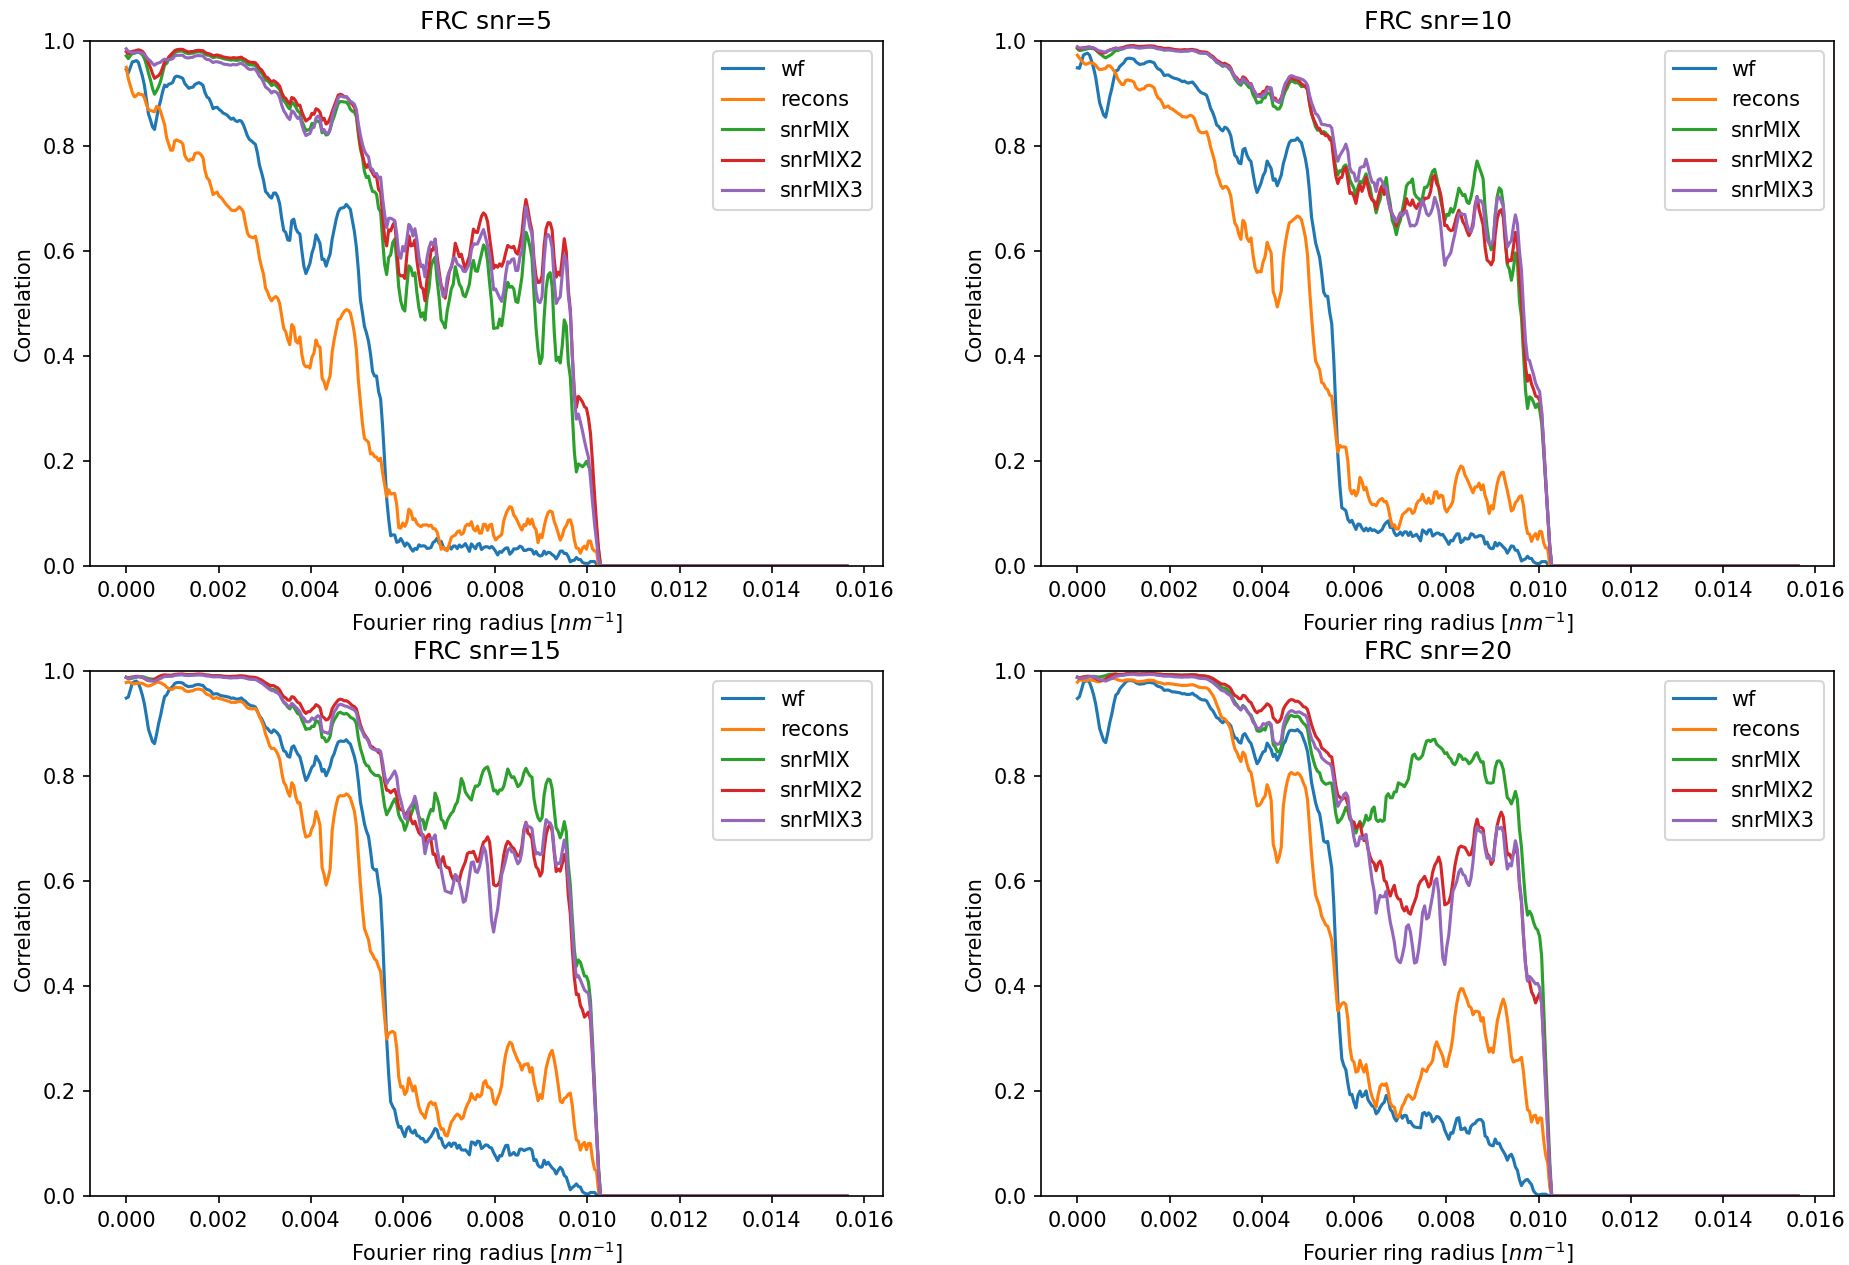 FRC snr=5
1.0
0.8
0.6
0.4
0.2
0.0
Correlation
wf
recons
snrMIX
snrMIX2
snrMIX3
0.000 0.002 0.004 0.006 0.008 0.010 0.012 0.014 0.016
Fourier ring radius [nm⁻¹]
FRC snr=10
1.0
0.8
0.6
0.4
0.2
0.0
Correlation
wf
recons
snrMIX
snrMIX2
snrMIX3
0.000 0.002 0.004 0.006 0.008 0.010 0.012 0.014 0.016
Fourier ring radius [nm⁻¹]
FRC snr=15
1.0
0.8
0.6
0.4
0.2
0.0
Correlation
wf
recons
snrMIX
snrMIX2
snrMIX3
0.000 0.002 0.004 0.006 0.008 0.010 0.012 0.014 0.016
Fourier ring radius [nm⁻¹]
FRC snr=20
1.0
0.8
0.6
0.4
0.2
0.0
Correlation
wf
recons
snrMIX
snrMIX2
snrMIX3
0.000 0.002 0.004 0.006 0.008 0.010 0.012 0.014 0.016
Fourier ring radius [nm⁻¹]